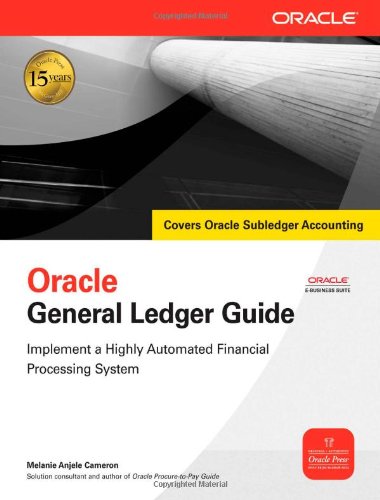 Copyrighted Material
ORACLE
Oracle Press
15 years
Covers Oracle Subledger Accounting
Oracle
General Ledger Guide
ORACLE
E-BUSINESS SUITE
Implement a Highly Automated Financial
Processing System
Melanie Anjele Cameron
Solution consultant and author of Oracle Procure-to-Pay Guide
Oracle Press
Copyrighted Material